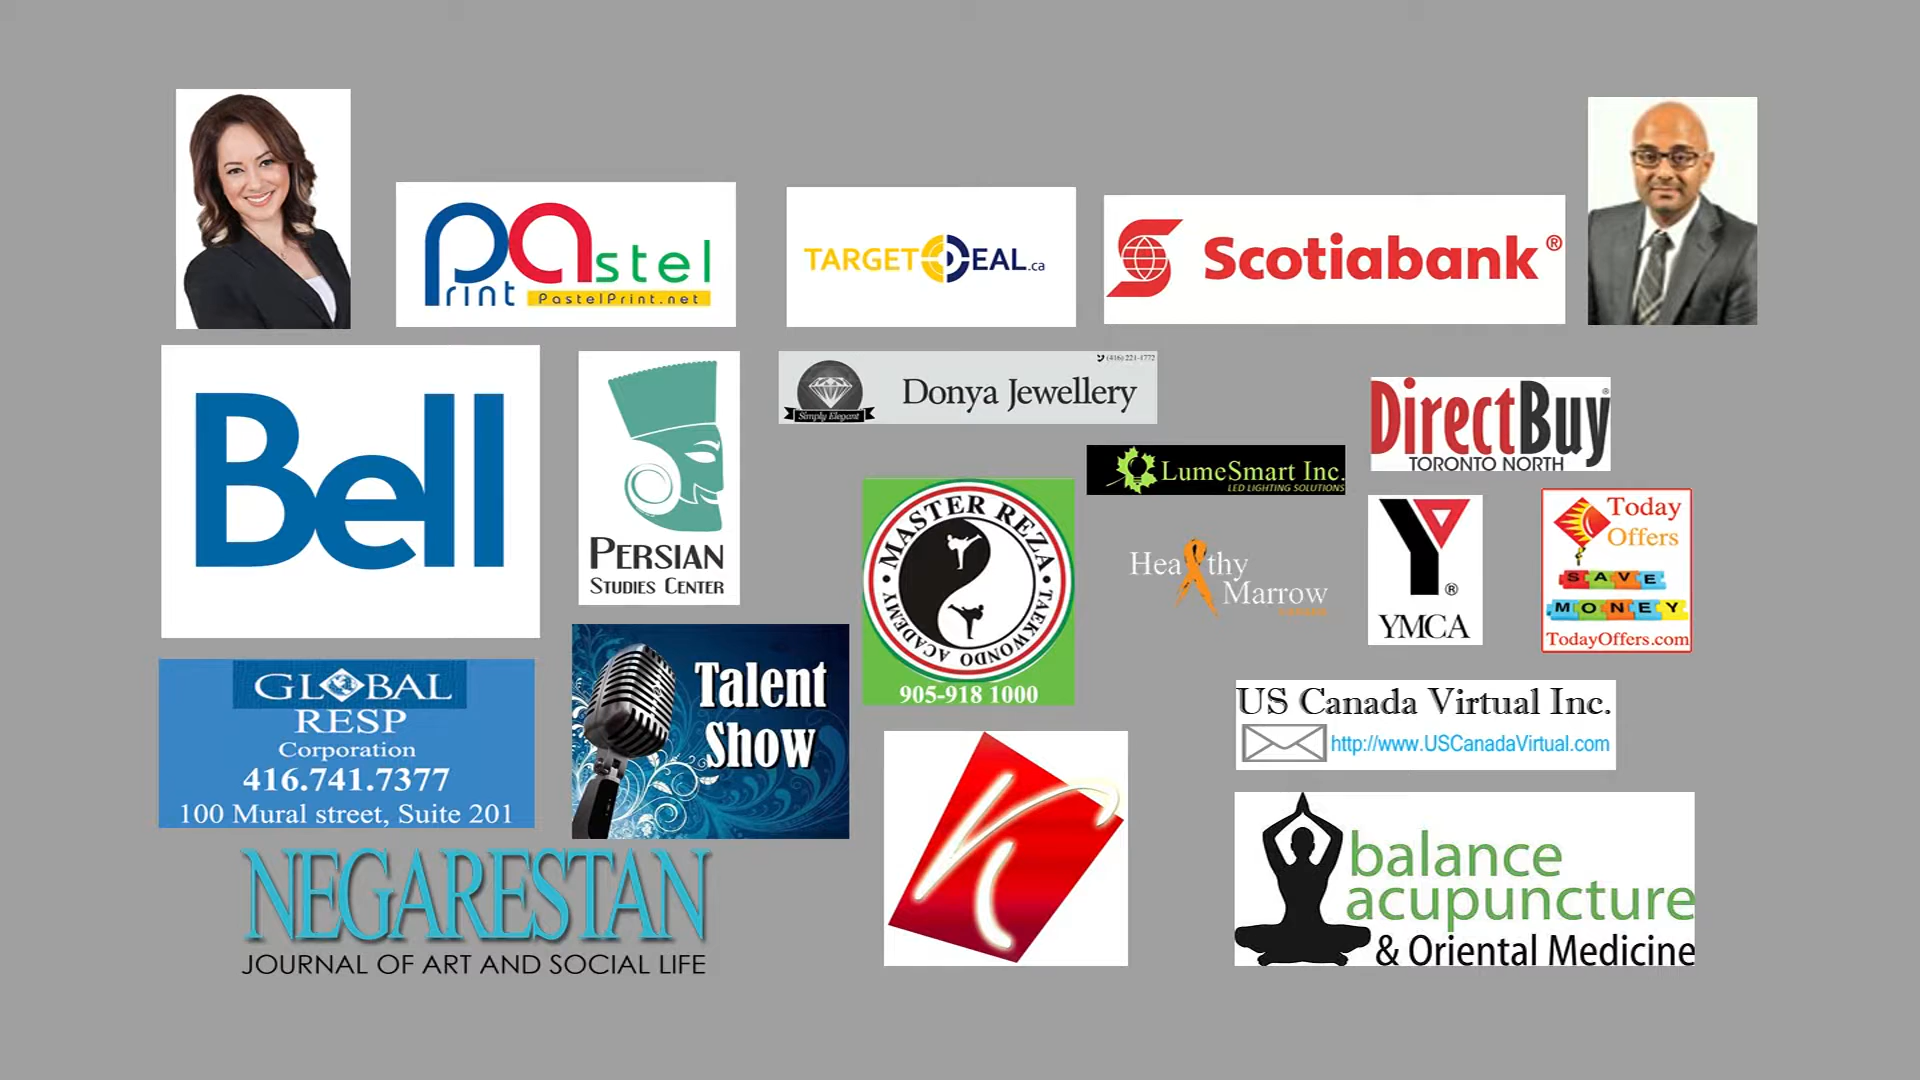 PAstel
Print
PastelPrint.net
TARGET DEAL.ca
Scotiabank®
Bell
PERSIAN
STUDIES CENTER
(416) 221-1772
Donya Jewellery
Simply Elegant
DirectBuy®
TORONTO NORTH
LumeSmart Inc.
LED LIGHTING SOLUTIONS
MASTER REZA
TAEKWONDO ACADEMY
905-918 1000
Healthy
Marrow
YMCA
®
Today
Offers
SAVE
MONEY
TodayOffers.com
GLOBAL
RESP
Corporation
416.741.7377
100 Mural street, Suite 201
Talent
Show
US Canada Virtual Inc.
http://www.USCanadaVirtual.com
K
balance
acupuncture
& Oriental Medicine
NEGARESTAN
JOURNAL OF ART AND SOCIAL LIFE